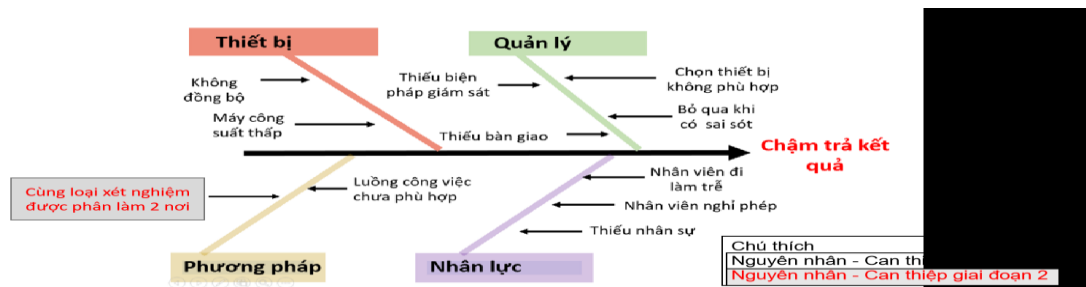 Thiết bị
Quản lý
Không
đồng bộ
Máy công
suất thấp
Thiếu biện
pháp giám sát
Thiếu bàn giao
Chọn thiết bị
không phù hợp
Bỏ qua khi
có sai sót
Chậm trả kết
quả
Cùng loại xét nghiệm
được phân làm 2 nơi
Luồng công việc
chưa phù hợp
Nhân viên đi
làm trễ
Nhân viên nghỉ phép
Thiếu nhân sự
Phương pháp
Nhân lực
Chú thích
Nguyên nhân - Can
Nguyên nhân - Can thiệp giai đoạn 2